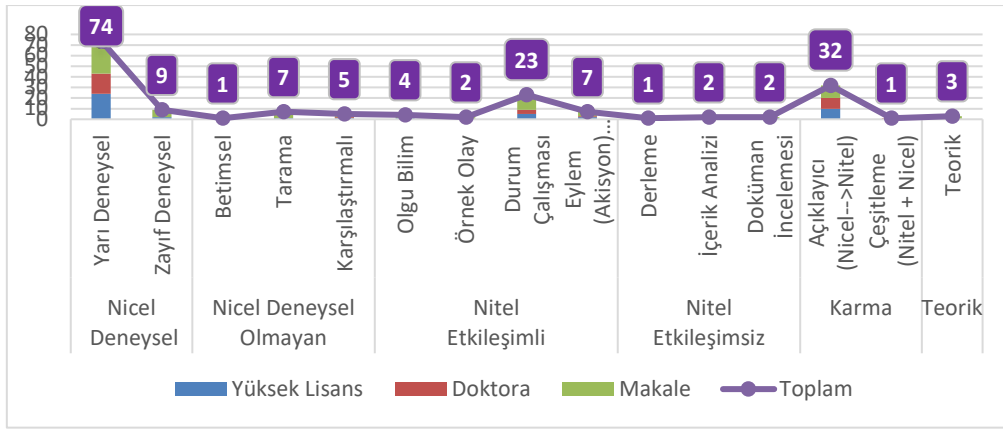 80
70
60
50
40
30
20
10
0
74
9
1
7
5
4
2
23
7
1
2
2
32
1
3
Yarı Deneysel
Zayıf Deneysel
Betimsel
Tarama
Karşılaştırmalı
Olgu Bilim
Örnek Olay
Durum
Çalışması
Eylem
(Akisyon)...
Derleme
İçerik Analizi
Doküman
İncelemesi
Açıklayıcı
(Nicel-->Nitel)
Çeşitleme
(Nitel + Nicel)
Teorik
Nicel
Deneysel
Nicel Deneysel
Olmayan
Nitel
Etkileşimli
Nitel
Etkileşimsiz
Karma
Teorik
Yüksek Lisans
Doktora
Makale
Toplam